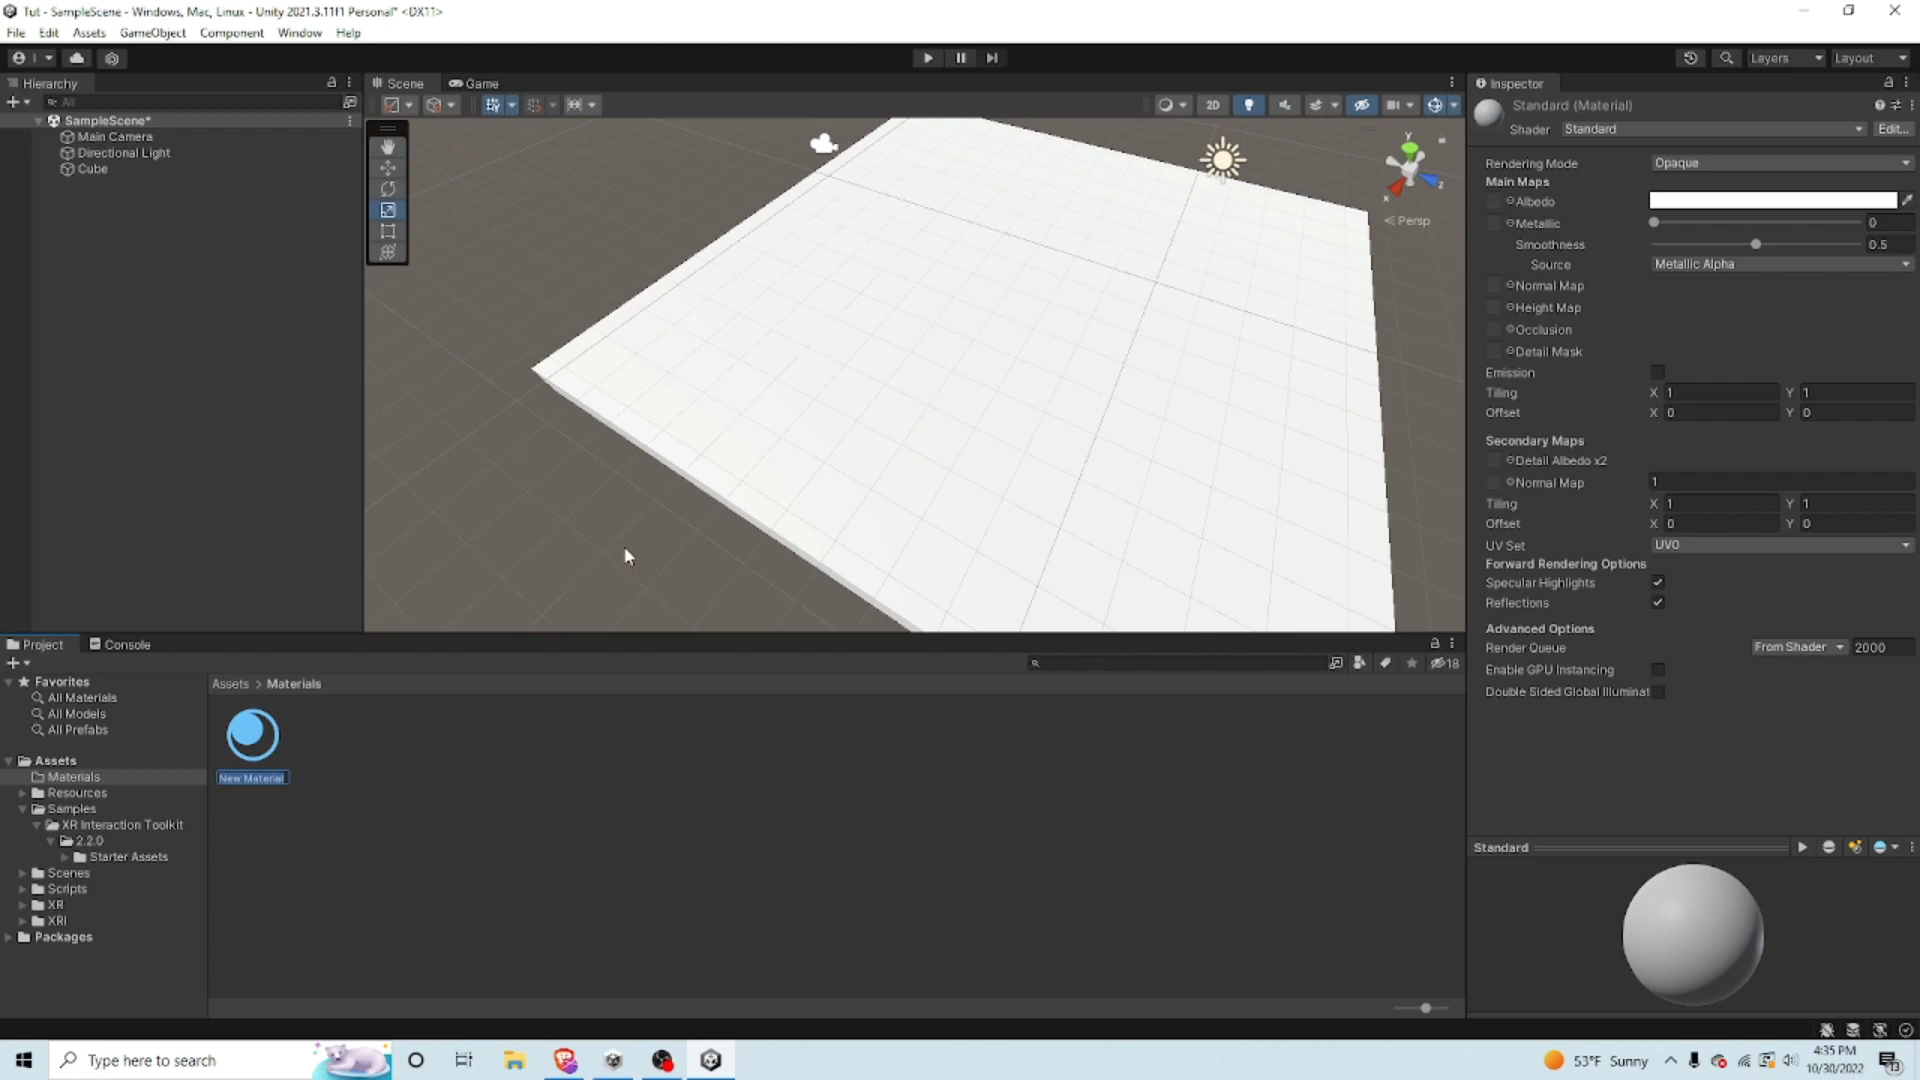 Tut - SampleScene - Windows, Mac, Linux - Unity 2021.3.11f1 Personal* <DX11>
File Edit Assets GameObject Component Window Help
Layers Layout
Hierarchy
All
SampleScene*
Main Camera
Directional Light
Cube
Scene Game
2D
Y
X
Z
< Persp
Inspector
Standard (Material)
Shader Standard Edit...
Rendering Mode Opaque
Main Maps
Albedo
Metallic 0
Smoothness 0.5
Source Metallic Alpha
Normal Map
Height Map
Occlusion
Detail Mask
Emission
Tiling X 1 Y 1
Offset X 0 Y 0
Secondary Maps
Detail Albedo x2
Normal Map 1
Tiling X 1 Y 1
Offset X 0 Y 0
UV Set UV0
Forward Rendering Options
Specular Highlights
Reflections
Advanced Options
Render Queue From Shader 2000
Enable GPU Instancing
Double Sided Global Illuminat
Standard
Project Console
18
Favorites
All Materials
All Models
All Prefabs
Assets
Materials
Resources
Samples
XR Interaction Toolkit
2.2.0
Starter Assets
Scenes
Scripts
XR
XRI
Packages
Assets > Materials
New Material
Type here to search
53°F Sunny
4:35 PM
10/30/2022
13